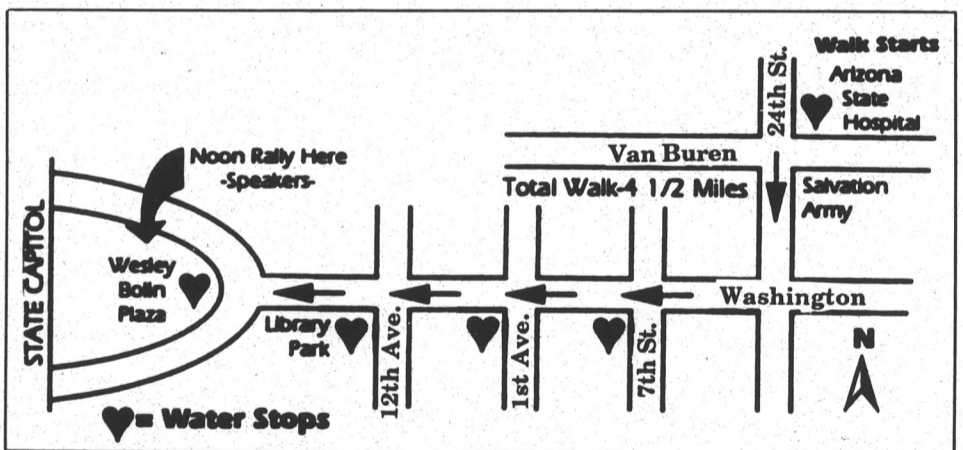 Walk Starts
Arizona
State
Hospital
24th St.
Van Buren
Total Walk-4 1/2 Miles
Salvation
Army
Noon Rally Here
-Speakers-
STATE CAPITOL
Wesley
Bolin
Plaza
Washington
Library
Park
12th Ave.
1st Ave.
7th St.
N
= Water Stops